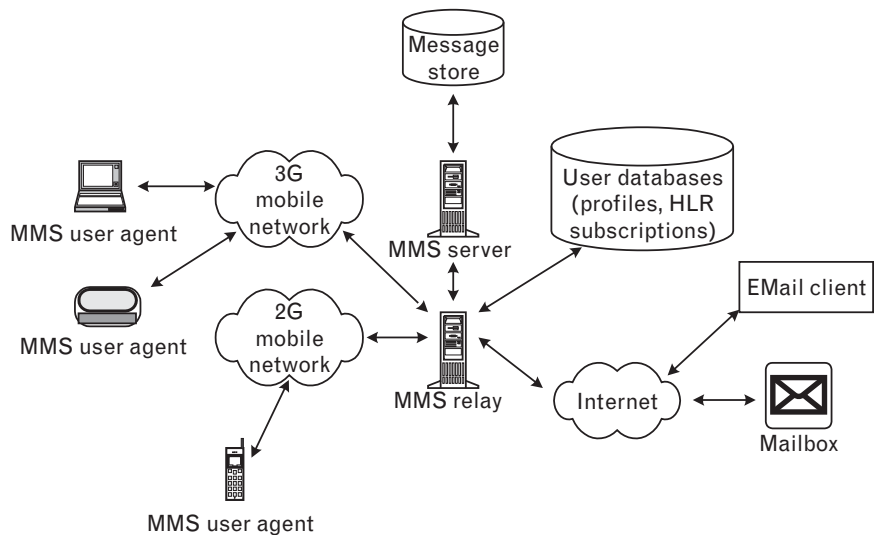 Message
store
3G
mobile
network
MMS user agent
MMS server
User databases
(profiles, HLR
subscriptions)
MMS user agent
2G
mobile
network
EMail client
MMS relay
Internet
Mailbox
MMS user agent